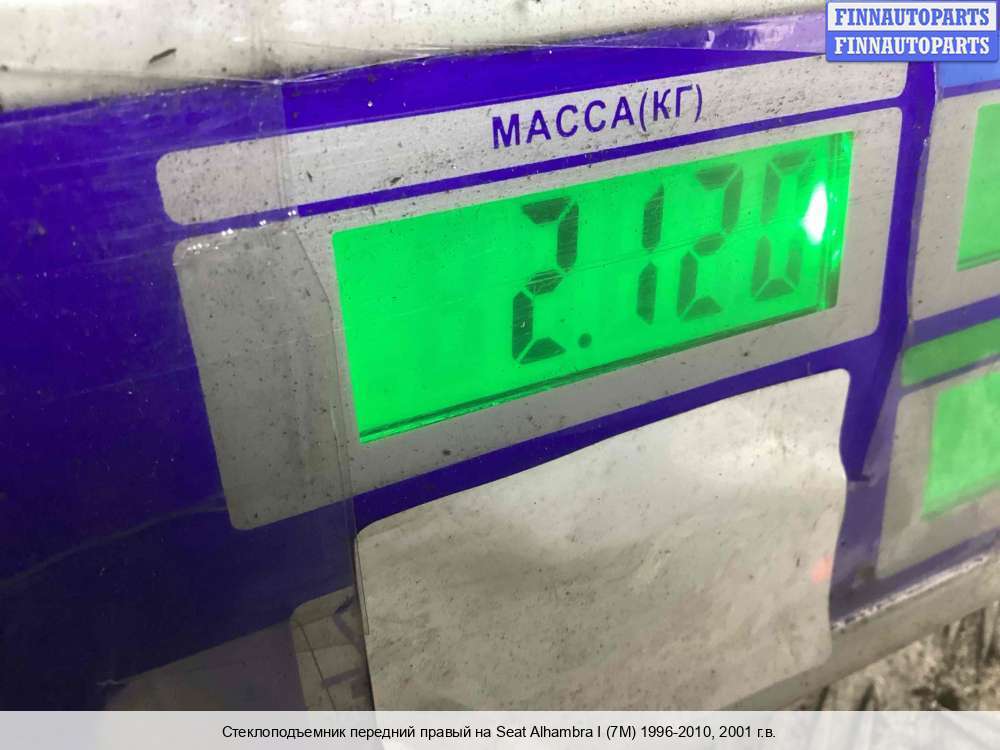 FINNAUTOPARTS
FINNAUTOPARTS
МАССА(КГ)
2.120
Стеклоподъемник передний правый на Seat Alhambra I (7M) 1996-2010, 2001 г.в.